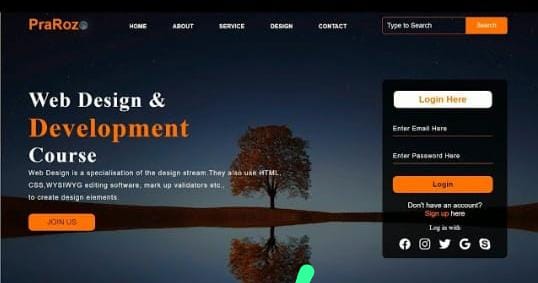 PraRoz
HOME
ABOUT
SERVICE
DESIGN
CONTACT
Type to Search
Search
Web Design &
Development
Course
Web Design is a specialisation of the design stream.They also use HTML,
CSS,WYSIWYG editing software, mark up validators etc.,
to create design elements
JOIN US
Login Here
Enter Email Here
Enter Password Here
Login
Don't have an account?
Sign up here
Log in with